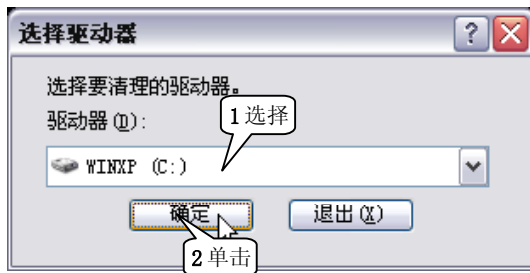 选择驱动器
选择要清理的驱动器。
驱动器(D):
1选择
WINXP (C:)
确定
退出(X)
2单击